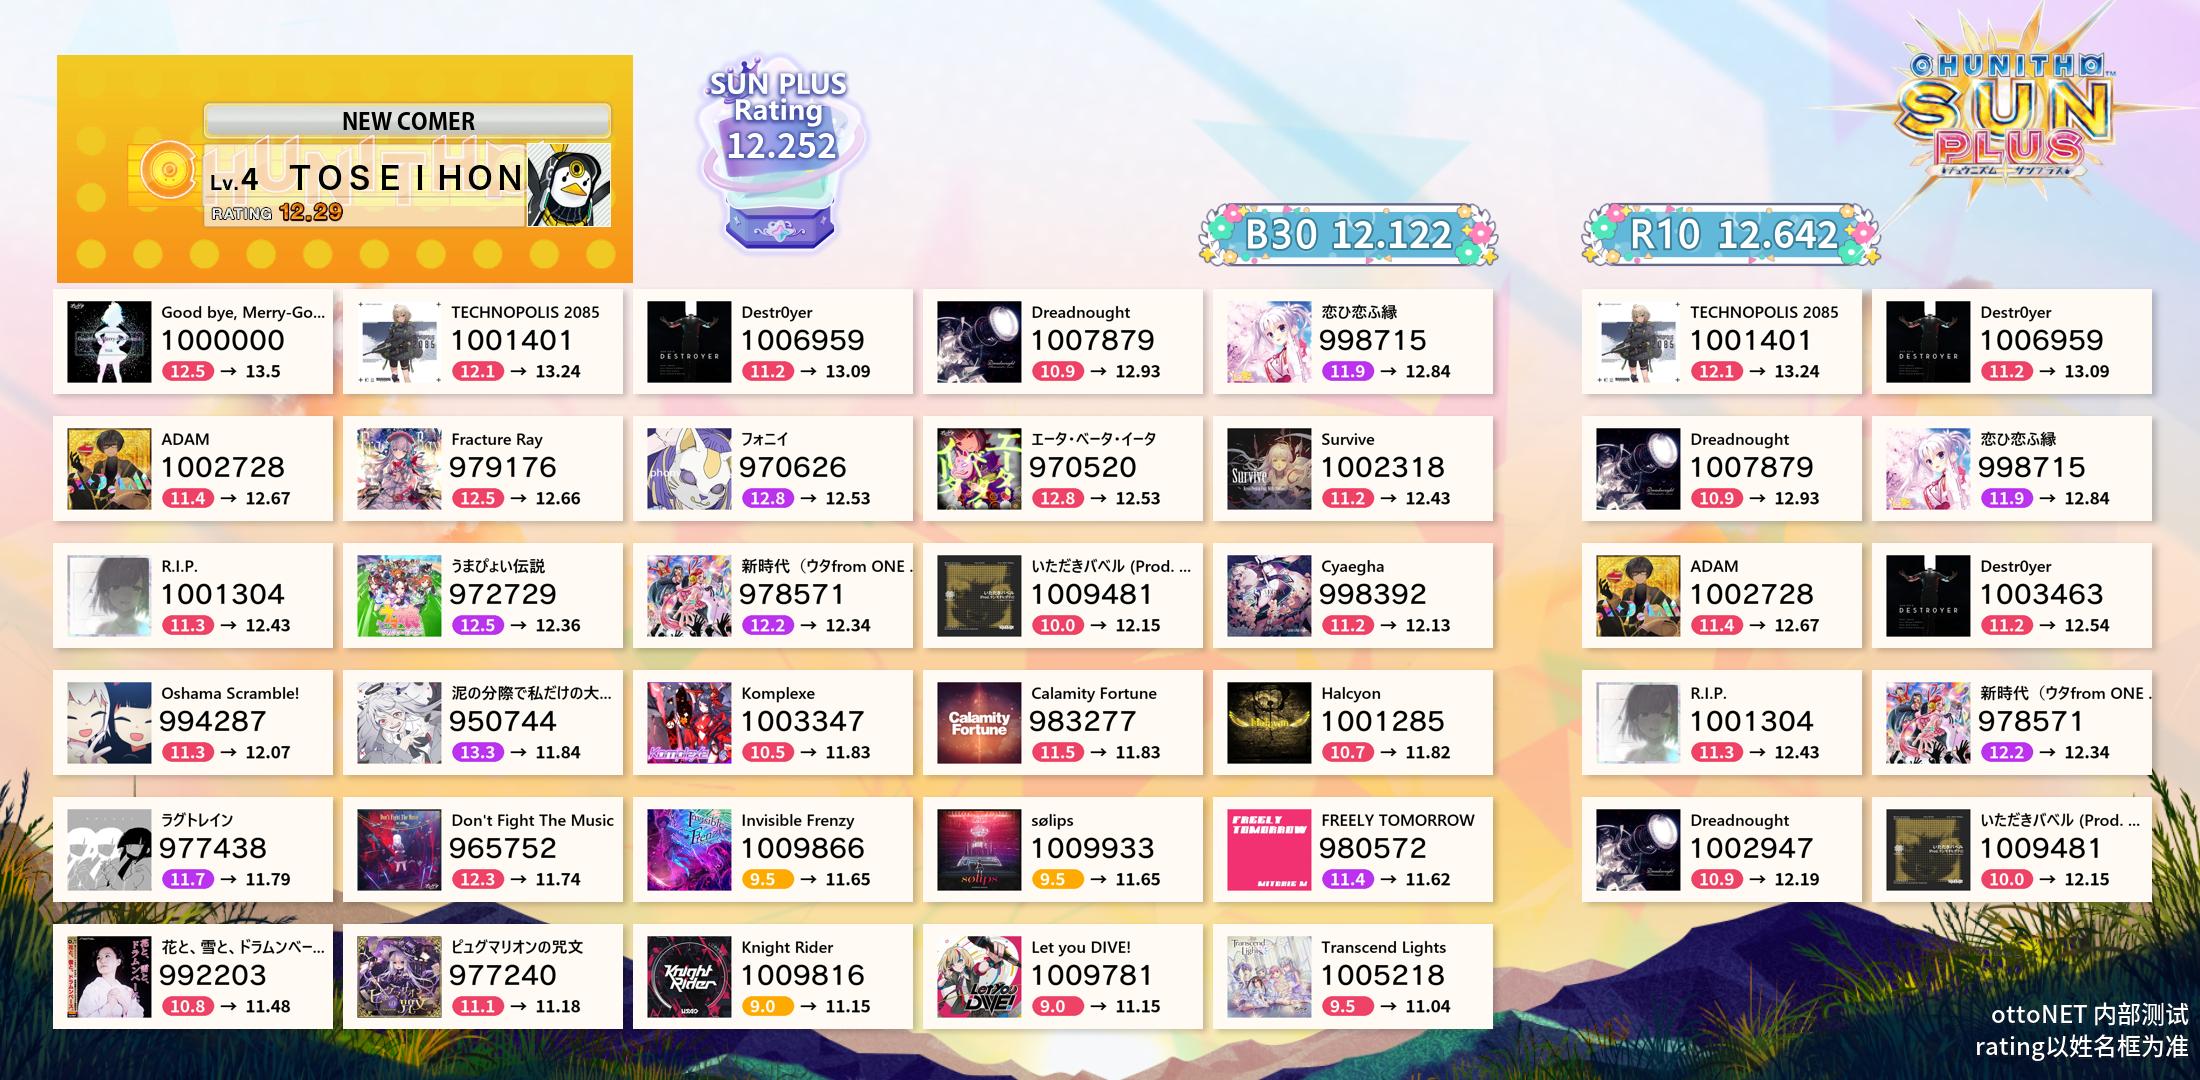 NEW COMER
Lv.4 TOSEIHON
RATING 12.29
SUN PLUS
Rating
12.252
CHUNITHM
SUN
PLUS
チュウニズム サンプラス
B30 12.122
R10 12.642
Good bye, Merry-Go...
1000000
12.5 → 13.5
TECHNOPOLIS 2085
1001401
12.1 → 13.24
Destr0yer
1006959
11.2 → 13.09
Dreadnought
1007879
10.9 → 12.93
恋ひ恋ふ縁
998715
11.9 → 12.84
ADAM
1002728
11.4 → 12.67
Fracture Ray
979176
12.5 → 12.66
フォニイ
970626
12.8 → 12.53
エータ・ベータ・イータ
970520
12.8 → 12.53
Survive
1002318
11.2 → 12.43
R.I.P.
1001304
11.3 → 12.43
うまぴょい伝説
972729
12.5 → 12.36
新時代（ウタfrom ONE .
978571
12.2 → 12.34
いただきバベル (Prod. ...
1009481
10.0 → 12.15
Cyaegha
998392
11.2 → 12.13
Oshama Scramble!
994287
11.3 → 12.07
泥の分際で私だけの大...
950744
13.3 → 11.84
Komplexe
1003347
10.5 → 11.83
Calamity Fortune
983277
11.5 → 11.83
Halcyon
1001285
10.7 → 11.82
ラグトレイン
977438
11.7 → 11.79
Don't Fight The Music
965752
12.3 → 11.74
Invisible Frenzy
1009866
9.5 → 11.65
sølips
1009933
9.5 → 11.65
FREELY TOMORROW
980572
11.4 → 11.62
花と、雪と、ドラムンベー...
992203
10.8 → 11.48
ピュグマリオンの咒文
977240
11.1 → 11.18
Knight Rider
1009816
9.0 → 11.15
Let you DIVE!
1009781
9.0 → 11.15
Transcend Lights
1005218
9.5 → 11.04
TECHNOPOLIS 2085
1001401
12.1 → 13.24
Destr0yer
1006959
11.2 → 13.09
Dreadnought
1007879
10.9 → 12.93
恋ひ恋ふ縁
998715
11.9 → 12.84
ADAM
1002728
11.4 → 12.67
Destr0yer
1003463
11.2 → 12.54
R.I.P.
1001304
11.3 → 12.43
新時代（ウタfrom ONE .
978571
12.2 → 12.34
Dreadnought
1002947
10.9 → 12.19
いただきバベル (Prod. ...
1009481
10.0 → 12.15
ottoNET 内部测试
rating以姓名框为准